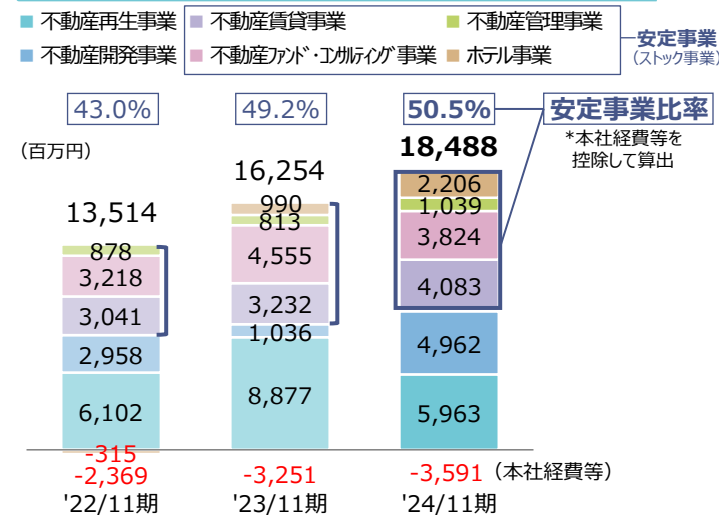 不動産再生事業 不動産賃貸事業 不動産管理事業
不動産開発事業 不動産ファンド・コンサルティング事業 ホテル事業
安定事業
(ストック事業)
43.0% 49.2% 50.5% 安定事業比率
*本社経費等を
控除して算出
(百万円)
13,514
878
3,218
3,041
2,958
6,102
-315
-2,369
'22/11期
16,254
990
813
4,555
3,232
1,036
8,877
-3,251
'23/11期
18,488
2,206
1,039
3,824
4,083
4,962
5,963
-3,591 (本社経費等)
'24/11期